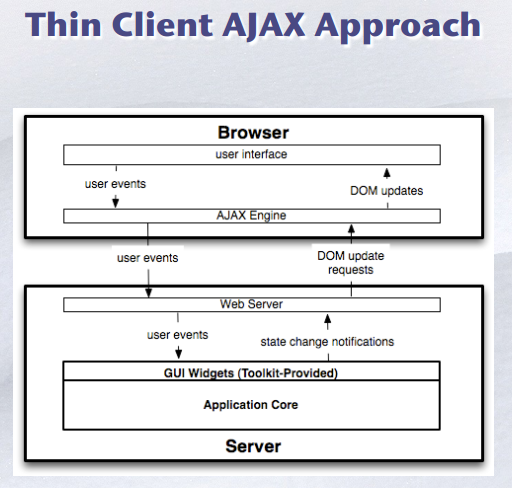 Thin Client AJAX Approach
Browser
user interface
user events
DOM updates
AJAX Engine
user events
DOM update
requests
Web Server
user events
state change notifications
GUI Widgets (Toolkit-Provided)
Application Core
Server